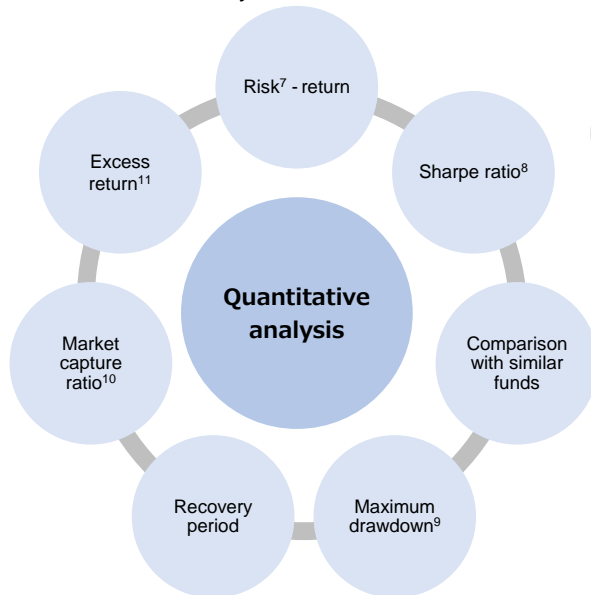 Risk⁷ - return
Sharpe ratio⁸
Comparison
with similar
funds
Maximum
drawdown⁹
Recovery
period
Market
capture
ratio¹⁰
Excess
return¹¹
Quantitative
analysis